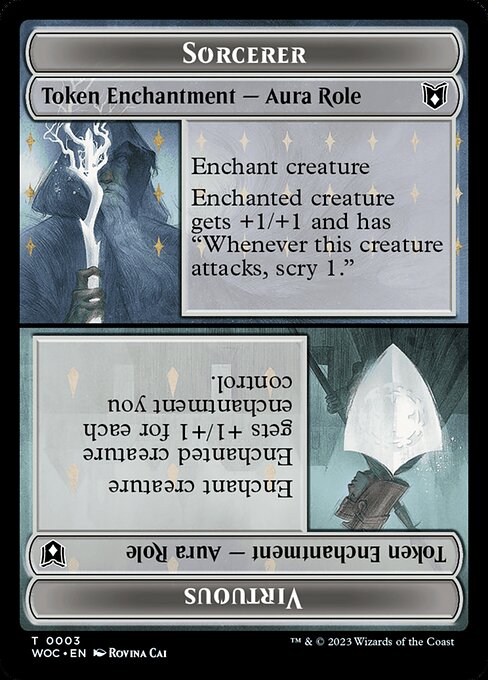 SORCERER
Token Enchantment — Aura Role
Enchant creature
Enchanted creature
gets +1/+1 and has
“Whenever this creature
attacks, scry 1.”
VIRTUOUS
Token Enchantment — Aura Role
Enchant creature
Enchanted creature
gets +1/+1 for each
enchantment you
control.
T 0003
WOC • EN ROVINA CAI
™ & © 2023 Wizards of the Coast